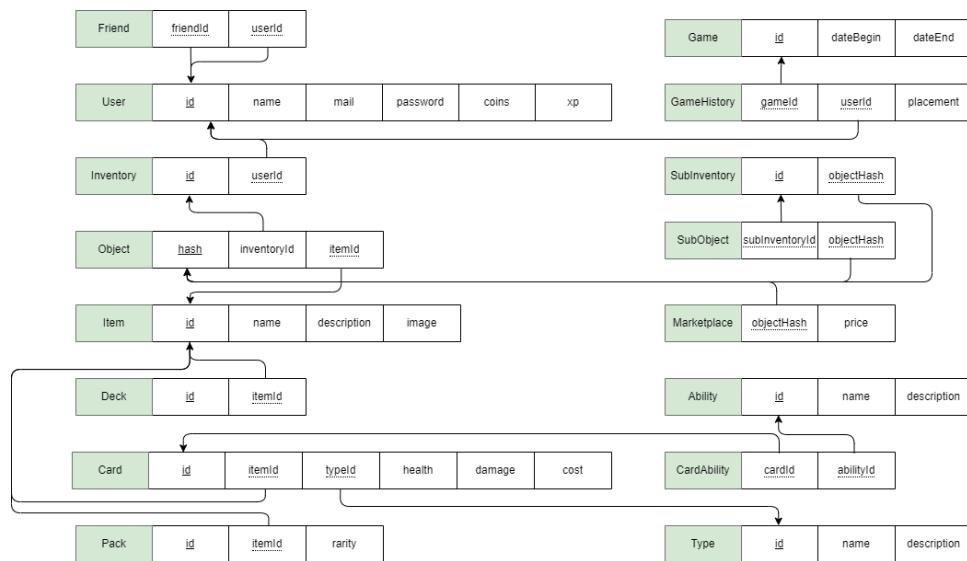 Friend friendId userId
Game id dateBegin dateEnd
User id name mail password coins xp
GameHistory gameId userId placement
Inventory id userId
SubInventory id objectHash
Object hash inventoryId itemId
SubObject subInventoryId objectHash
Item id name description image
Marketplace objectHash price
Deck id itemId
Ability id name description
Card id itemId typeId health damage cost
CardAbility cardId abilityId
Pack id itemId rarity
Type id name description